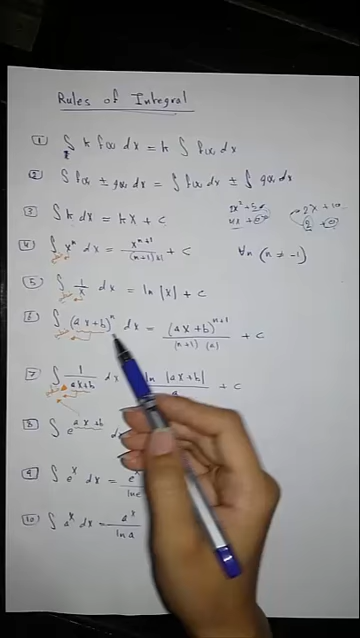 Rules of Integral
1 ∫ k f(x) dx = k ∫ f(x) dx
2 ∫ f(x) ± g(x) dx = ∫ f(x) dx ± ∫ g(x) dx
3 ∫ k dx = kx + c
4 ∫ xⁿ dx = xⁿ⁺¹/(n+1) + c ∀n (n ≠ -1)
5 ∫ 1/x dx = ln |x| + c
6 ∫ (ax+b)ⁿ dx = (ax+b)ⁿ⁺¹/(n+1)(a) + c
7 ∫ 1/ax+b dx ln |ax+b| + c
8 ∫ e^ax+b
9 ∫ eˣ dx =
10 ∫ aˣ dx = aˣ/ln a